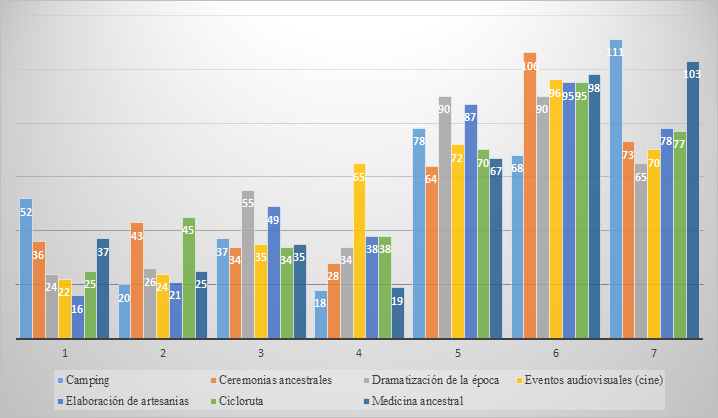 52 36 24 22 16 25 37
20 43 26 24 21 45 25
37 34 55 35 49 34 35
18 28 34 65 38 38 19
78 64 90 72 87 70 67
68 106 90 96 95 95 98
111 73 65 70 78 77 103
1 2 3 4 5 6 7
Camping Ceremonias ancestrales Dramatización de la época Eventos audiovisuales (cine)
Elaboración de artesanias Cicloruta Medicina ancestral